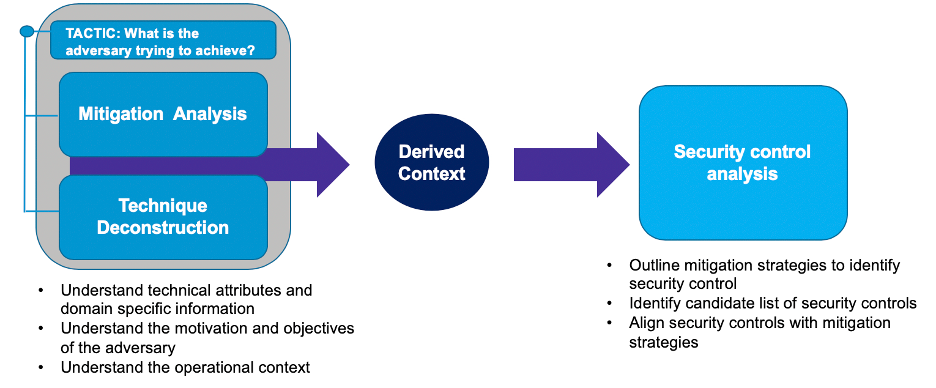 TACTIC: What is the
adversary trying to achieve?
Mitigation Analysis
Technique
Deconstruction
Derived
Context
Security control
analysis
• Understand technical attributes and
domain specific information
• Understand the motivation and objectives
of the adversary
• Understand the operational context
• Outline mitigation strategies to identify
security control
• Identify candidate list of security controls
• Align security controls with mitigation
strategies